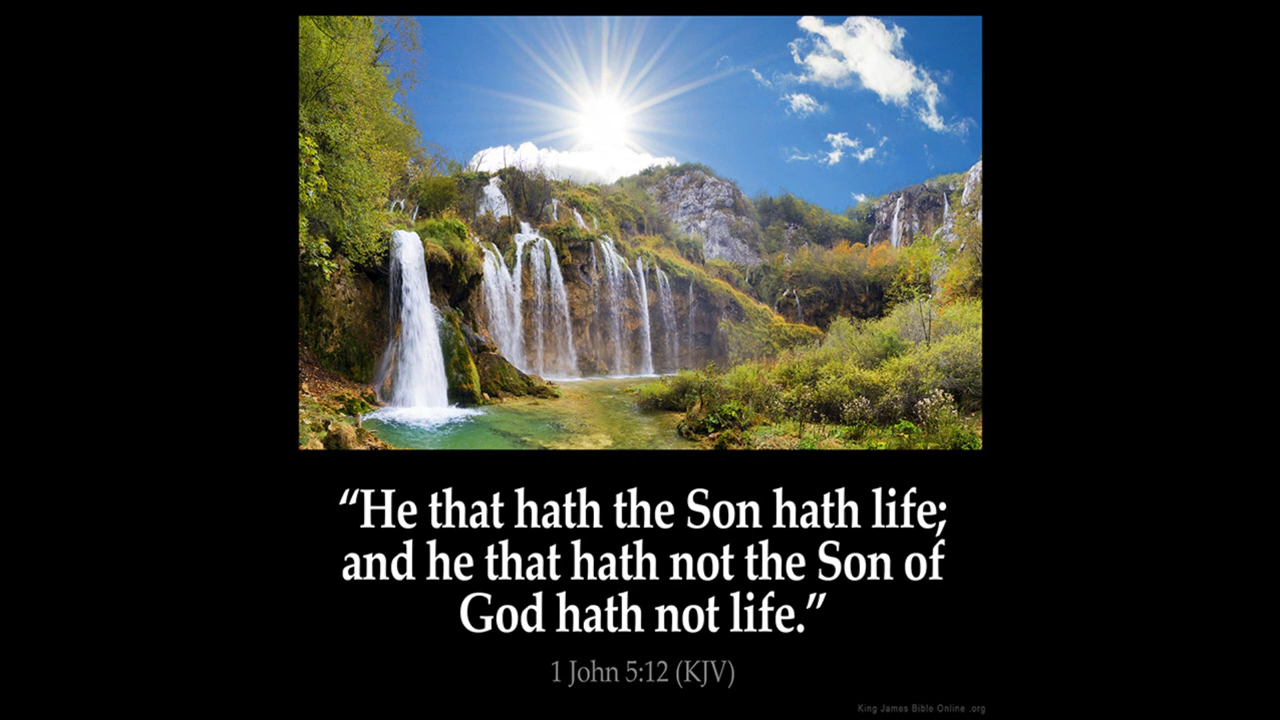 “He that hath the Son hath life;
and he that hath not the Son of
God hath not life.”
1 John 5:12 (KJV)
King James Bible Online .org